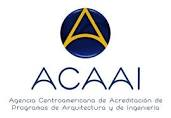 ACAAI
Agencia Centroamericana de Acreditación de
Programas de Arquitectura y de Ingeniería